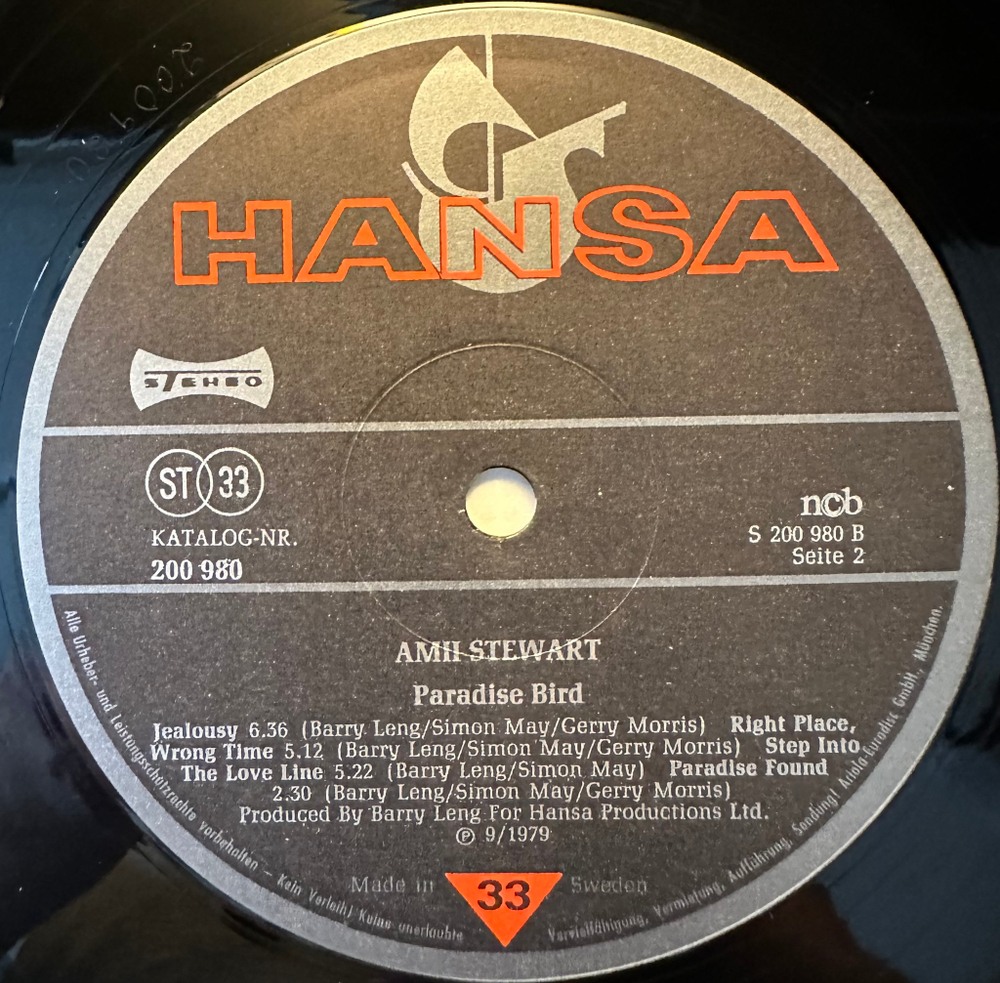 HANSA
STEREO
ST 33
KATALOG-NR.
200 980
ncb
S 200 980 B
Seite 2
AMII STEWART
Paradise Bird
Jealousy 6.36 (Barry Leng/Simon May/Gerry Morris) Right Place,
Wrong Time 5.12 (Barry Leng/Simon May/Gerry Morris) Step Into
The Love Line 5.22 (Barry Leng/Simon May) Paradise Found
2.30 (Barry Leng/Simon May/Gerry Morris)
Produced By Barry Leng For Hansa Productions Ltd.
℗ 9/1979
Made in 33 Sweden
Alle Urheber- und Leistungsschutzrechte vorbehalten – Kein Verleih! Keine unerlaubte Vervielfältigung, Vermietung, Aufführung, Sendung! Ariola-Eurodisc GmbH., München.